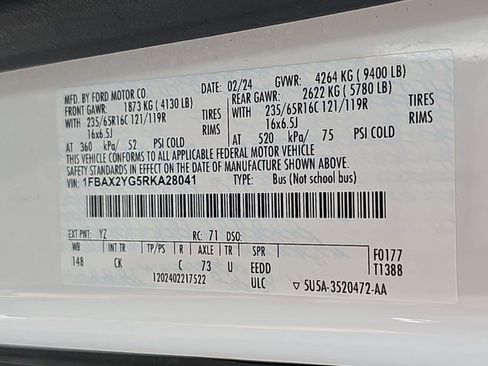 MFD. BY FORD MOTOR CO. DATE: 02/24 GVWR: 4264 KG ( 9400 LB)
FRONT GAWR: 1873 KG ( 4130 LB) REAR GAWR: 2622 KG ( 5780 LB)
WITH 235/65R16C 121/119R TIRES WITH 235/65R16C 121/119R TIRES
16x6.5J RIMS 16x6.5J RIMS
AT 360 kPa/ 52 PSI COLD AT 520 kPa/ 75 PSI COLD
THIS VEHICLE CONFORMS TO ALL APPLICABLE FEDERAL MOTOR VEHICLE
SAFETY STANDARDS IN EFFECT ON THE DATE OF MANUFACTURE SHOWN ABOVE.
VIN: 1FBAX2YG5RKA28041 TYPE: Bus (Not school bus)
EXT PNT: YZ RC: 71 DSO:
WB INT TR TP/PS R AXLE TR SPR F0177
148 CK C 73 U EEDD T1388
1202402217522 ULC ▽ 5U5A-3520472-AA